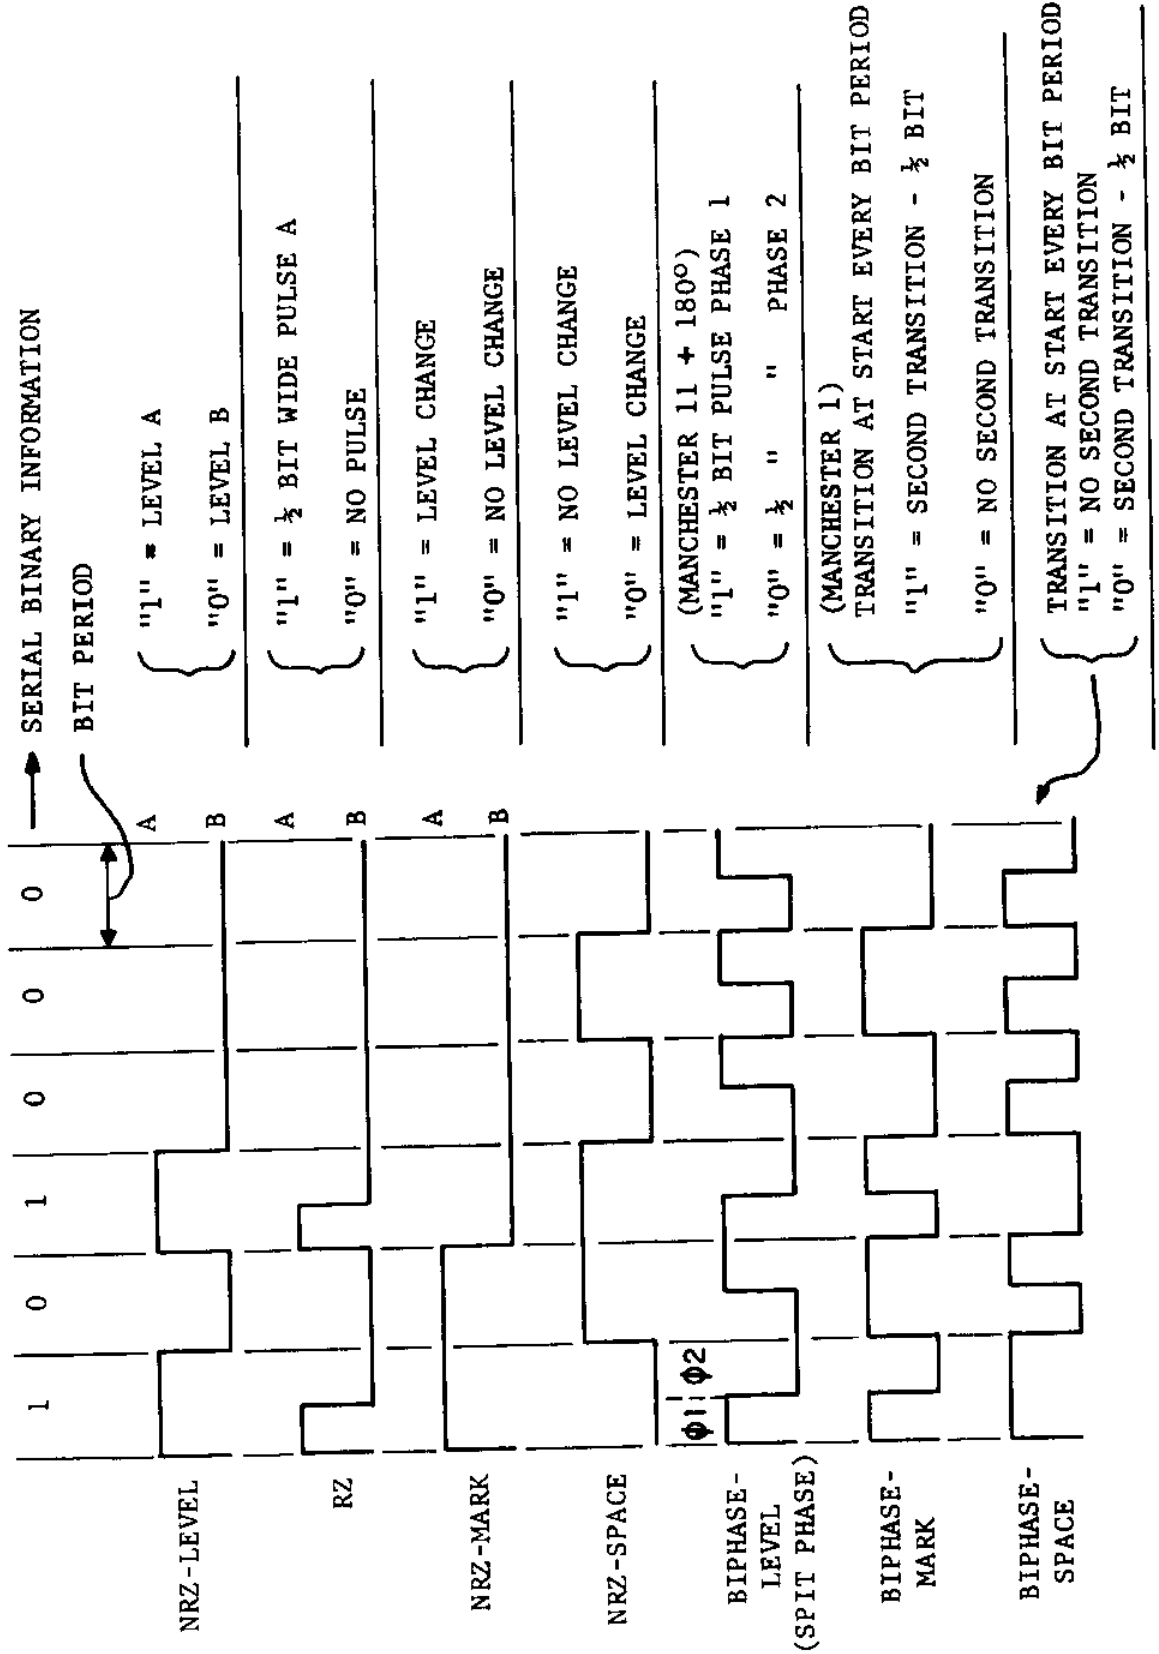 1 0 1 0 0 0 → SERIAL BINARY INFORMATION
BIT PERIOD
NRZ-LEVEL
A
B
"1" = LEVEL A
"0" = LEVEL B
RZ
A
B
"1" = ½ BIT WIDE PULSE A
"0" = NO PULSE
NRZ-MARK
A
B
"1" = LEVEL CHANGE
"0" = NO LEVEL CHANGE
NRZ-SPACE
"1" = NO LEVEL CHANGE
"0" = LEVEL CHANGE
ϕ1 ϕ2
BIPHASE-
LEVEL
(SPIT PHASE)
(MANCHESTER 11 + 180°)
"1" = ½ BIT PULSE PHASE 1
"0" = ½ " " PHASE 2
BIPHASE-
MARK
(MANCHESTER 1)
TRANSITION AT START EVERY BIT PERIOD
"1" = SECOND TRANSITION - ½ BIT
"0" = NO SECOND TRANSITION
BIPHASE-
SPACE
TRANSITION AT START EVERY BIT PERIOD
"1" = NO SECOND TRANSITION
"0" = SECOND TRANSITION - ½ BIT